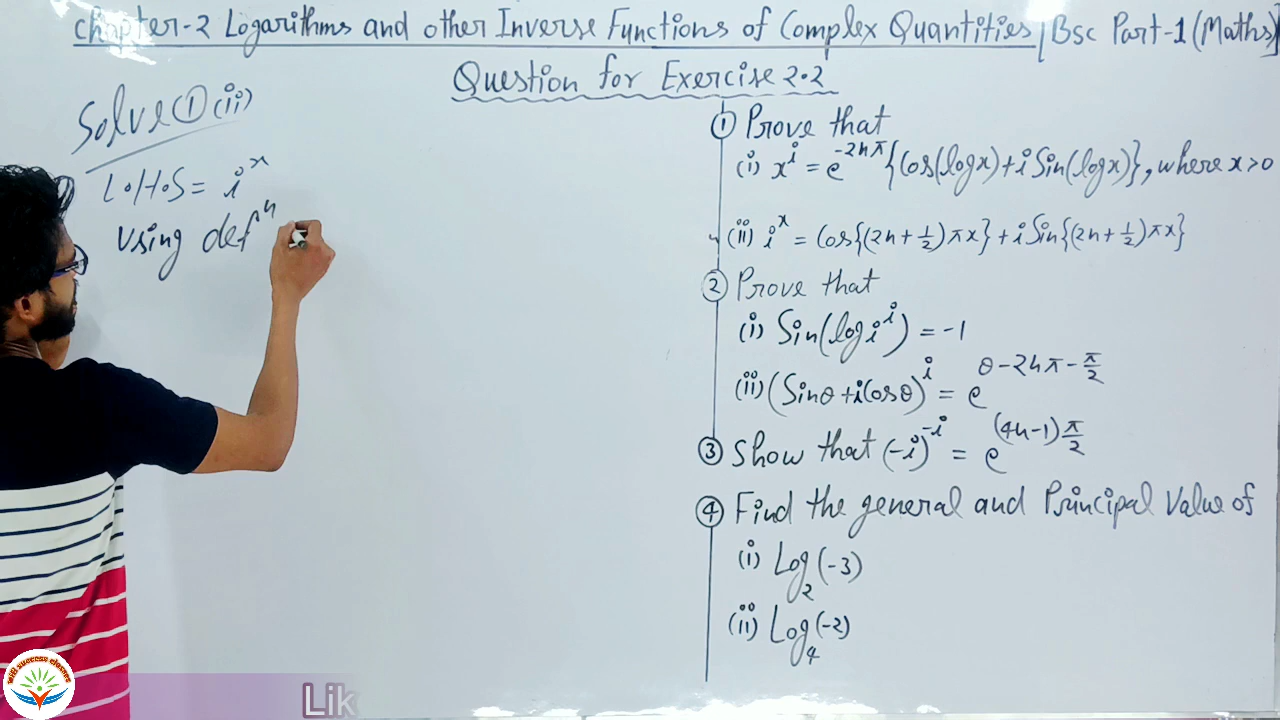 Chapter-2 Logarithms and other Inverse Functions of Complex Quantities / Bsc Part-1 (Maths)
Question for Exercise 2.2
Solve ① (ii)
L.H.S = i^x
using def^n
① Prove that
(i) x^i = e^{-2nπ} {Cos(logx) + i Sin(logx)}, where x>0
(ii) i^x = Cos{(2n + 1/2)πx} + i Sin{(2n + 1/2)πx}
② Prove that
(i) Sin(log i^i) = -1
(ii) (Sinθ + i Cosθ)^i = e^{θ - 2nπ - π/2}
③ Show that (-i)^{-i} = e^{(4n-1)π/2}
④ Find the general and Principal Value of
(i) Log_2 (-3)
(ii) Log_4 (-2)
Lik